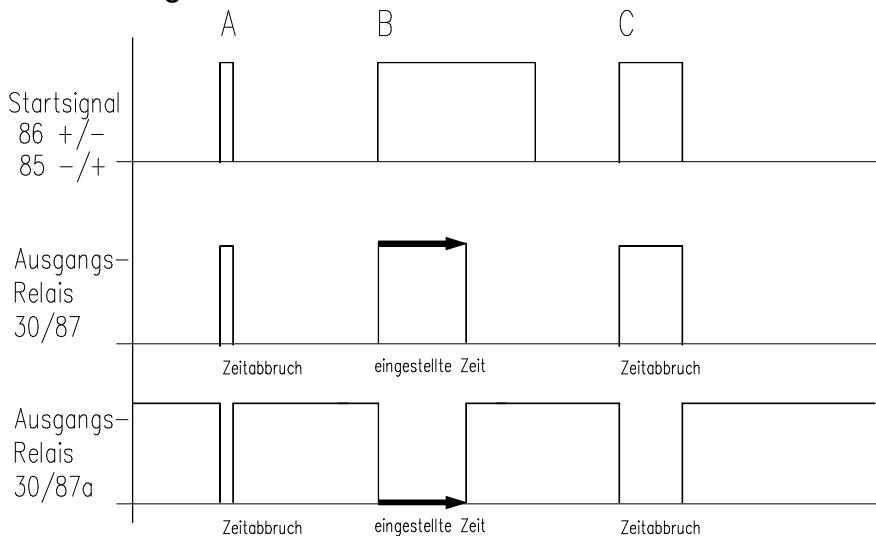 A B C
Startsignal
86 +/-
85 -/+
Ausgangs-
Relais
30/87
Zeitabbruch eingestellte Zeit Zeitabbruch
Ausgangs-
Relais
30/87a
Zeitabbruch eingestellte Zeit Zeitabbruch